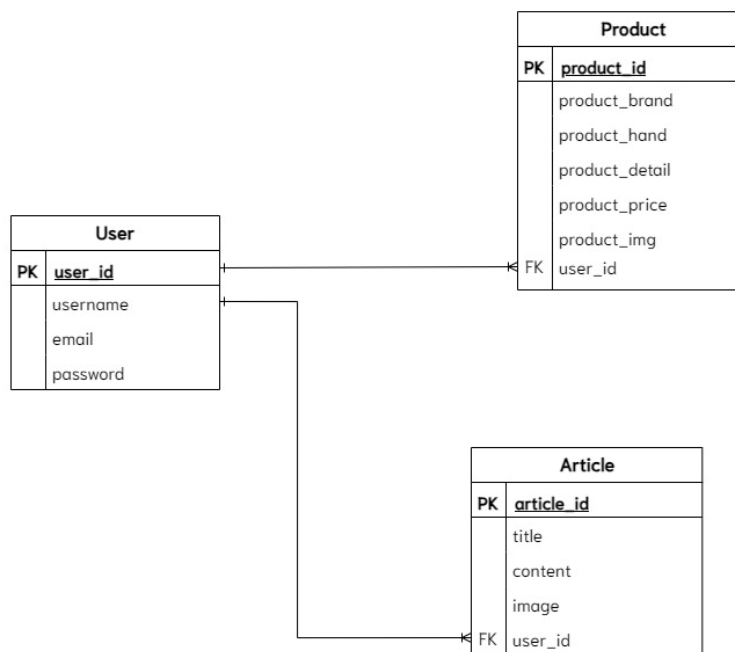 Product
PK product_id
product_brand
product_hand
product_detail
product_price
product_img
FK user_id
User
PK user_id
username
email
password
Article
PK article_id
title
content
image
FK user_id